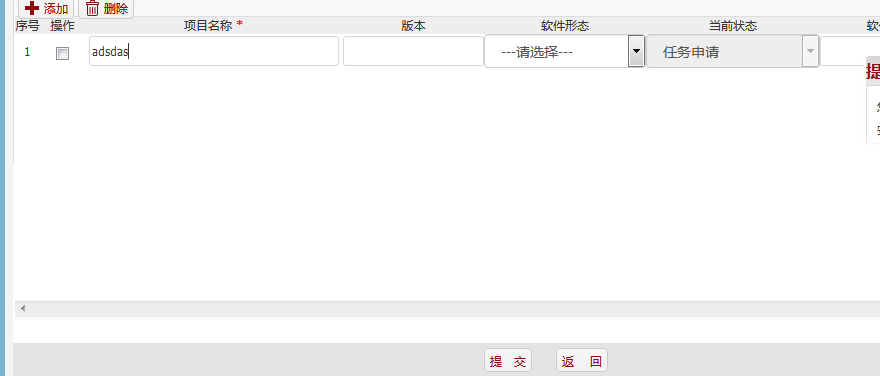 添加 删除
序号 操作 项目名称 * 版本 软件形态 当前状态
1 adsdas ---请选择--- 任务申请
提
提 交 返 回